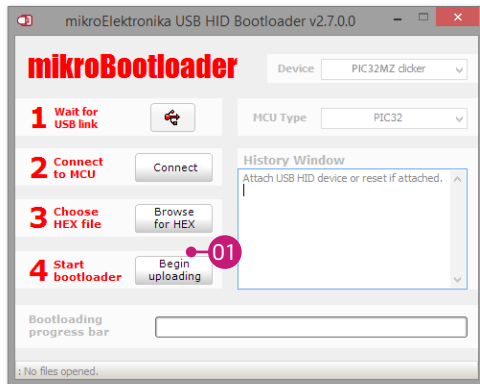 mikroElektronika USB HID Bootloader v2.7.0.0
mikroBootloader
Device
PIC32MZ clicker
1 Wait for
USB link
MCU Type
PIC32
2 Connect
to MCU
Connect
History Window
Attach USB HID device or reset if attached.
3 Choose
HEX file
Browse
for HEX
01
4 Start
bootloader
Begin
uploading
Bootloading
progress bar
: No files opened.